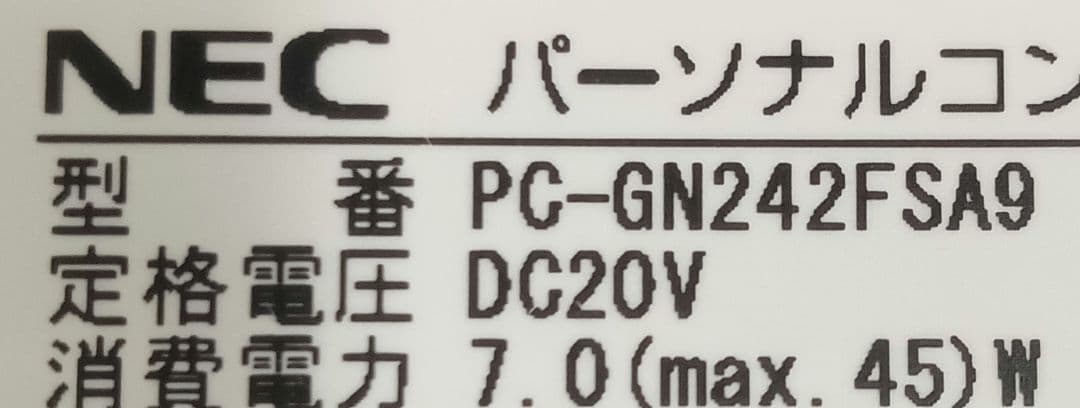 NEC パーソナルコン
型番 PC-GN242FSA9
定格電圧 DC20V
消費電力 7.0(max.45)W